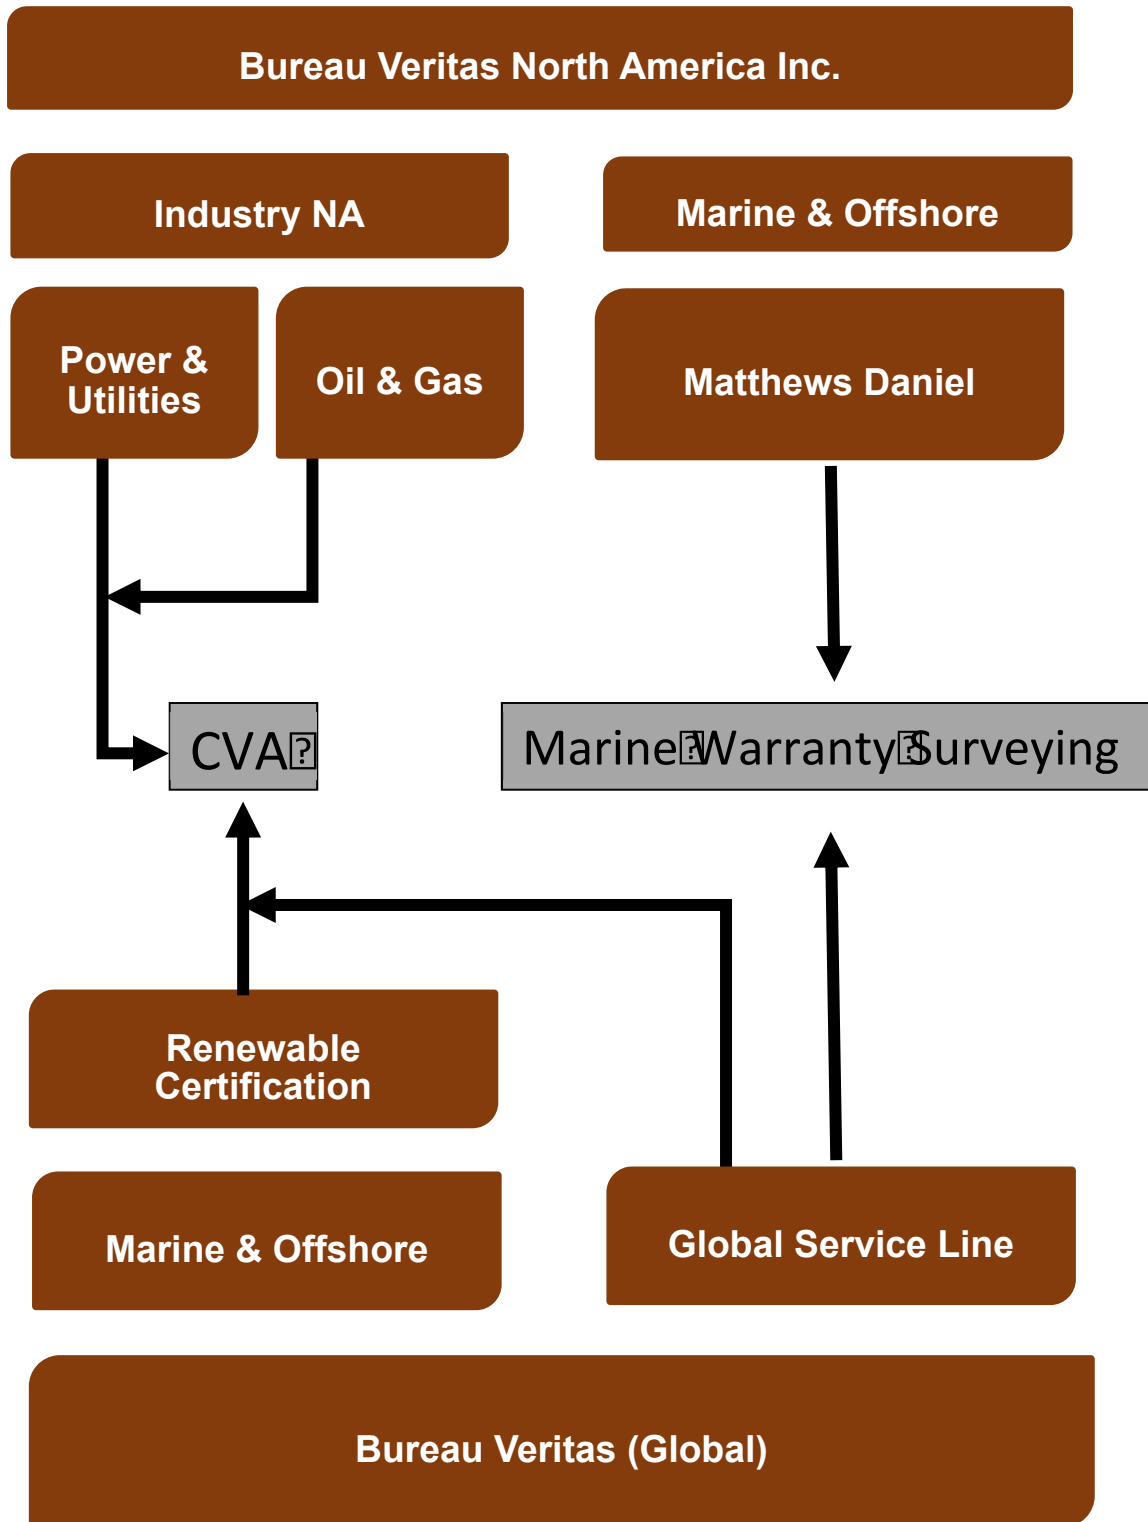 Bureau Veritas North America Inc.
Industry NA
Marine & Offshore
Power &
Utilities
Oil & Gas
Matthews Daniel
CVA
Marine Warranty Surveying
Renewable
Certification
Marine & Offshore
Global Service Line
Bureau Veritas (Global)